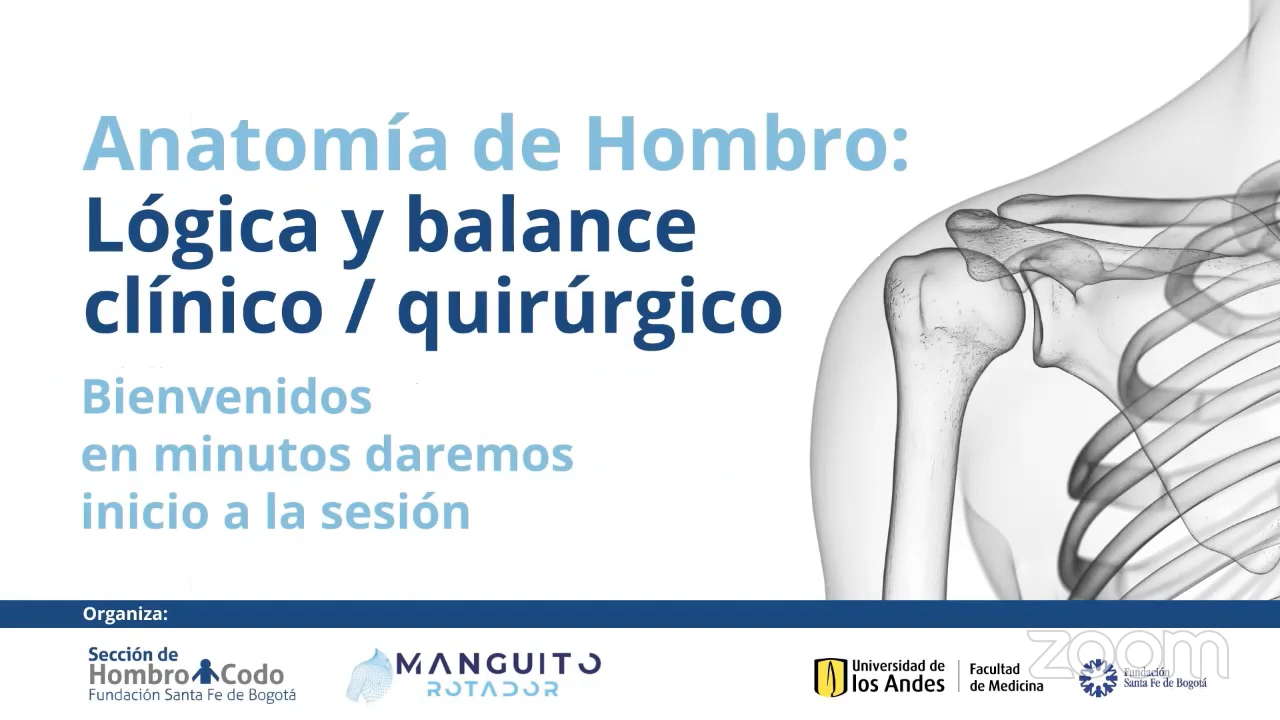 Anatomía de Hombro:
Lógica y balance
clínico / quirúrgico
Bienvenidos
en minutos daremos
inicio a la sesión
Organiza:
Sección de
Hombro Codo
Fundación Santa Fe de Bogotá
MANGUITO
ROTADOR
Universidad de
los Andes
Facultad
de Medicina
Fundación
Santa Fe de Bogotá
zoom